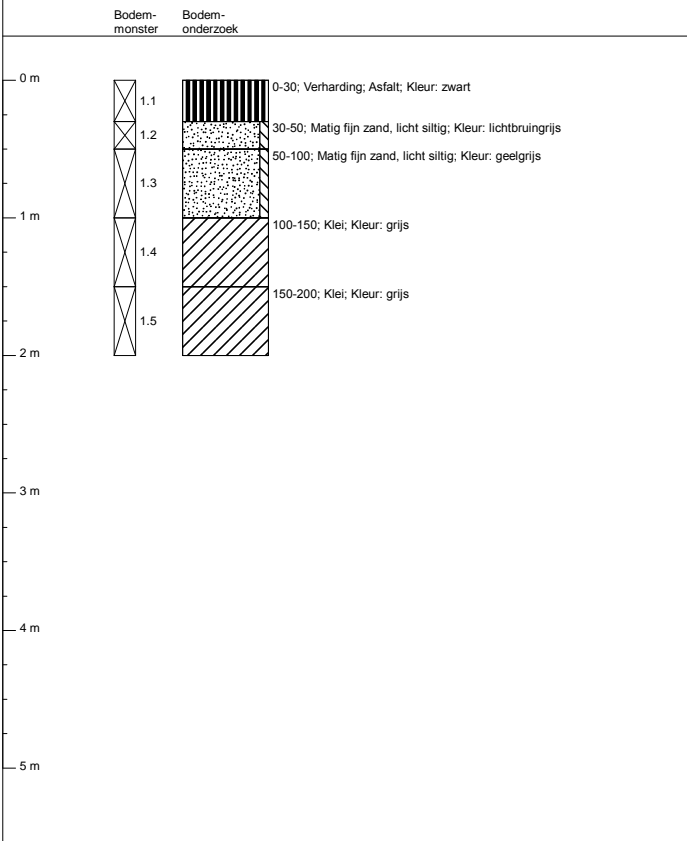 Bodem-
monster
Bodem-
onderzoek
0 m
1.1
0-30; Verharding; Asfalt; Kleur: zwart
1.2
30-50; Matig fijn zand, licht siltig; Kleur: lichtbruingrijs
50-100; Matig fijn zand, licht siltig; Kleur: geelgrijs
1.3
1 m
100-150; Klei; Kleur: grijs
1.4
150-200; Klei; Kleur: grijs
1.5
2 m
3 m
4 m
5 m